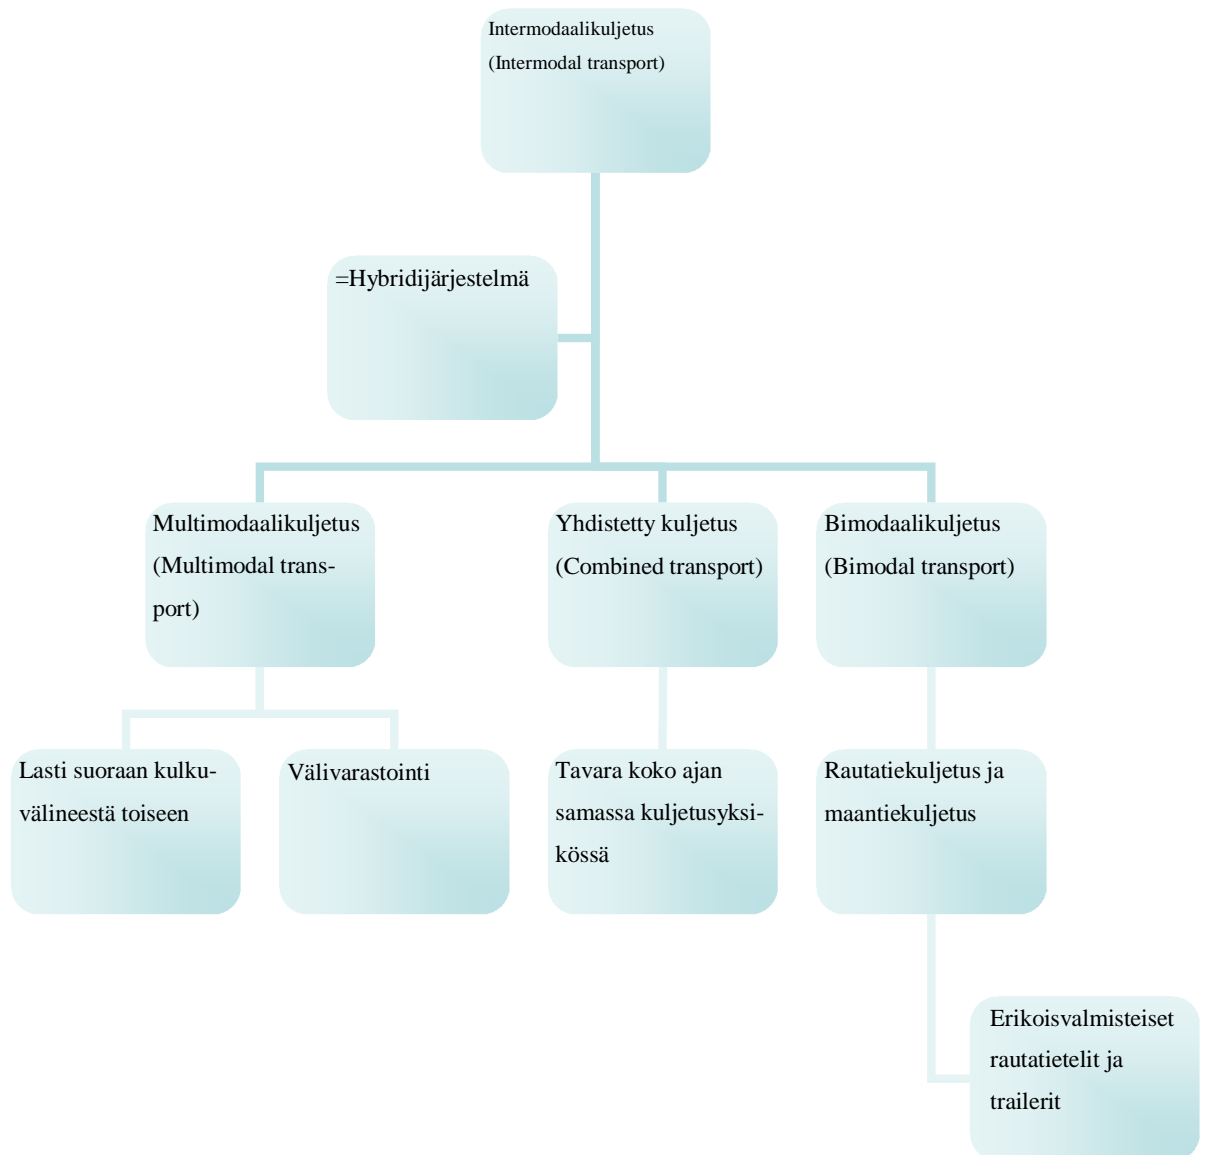 Intermodaalikuljetus
(Intermodal transport)
=Hybridijärjestelmä
Multimodaalikuljetus
(Multimodal trans-
port)
Yhdistetty kuljetus
(Combined transport)
Bimodaalikuljetus
(Bimodal transport)
Lasti suoraan kulku-
välineestä toiseen
Välivarastointi
Tavara koko ajan
samassa kuljetusyksi-
kössä
Rautatiekuljetus ja
maantiekuljetus
Erikoisvalmisteiset
rautatietelit ja
trailerit